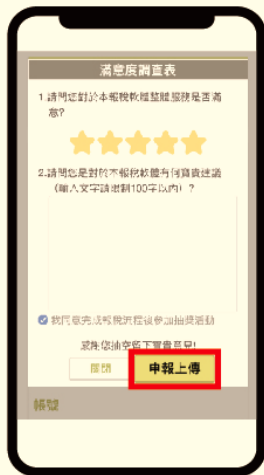 滿意度調查表
1.請問您對於本報稅軟體整體服務是否滿
意?
2.請問您是對於本報稅軟體有何寶貴建議
(輸入文字請限制100字以內)?
我同意完成報稅流程後參加抽獎活動
感謝您抽空留下寶貴意見!
關閉
申報上傳
帳號